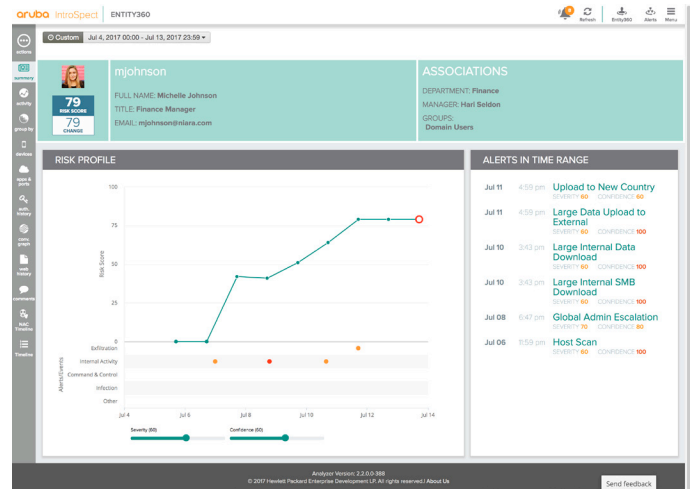 aruba IntroSpect ENTITY360
Refresh Entity360 Alerts Menu
Custom Jul 4, 2017 00:00 - Jul 13, 2017 23:59
actions
summary
activity
group by
devices
apps & ports
auth. history
conv. graph
web history
comments
NAC Timeline
Timeline
79
RISK SCORE
79
CHANGE
mjohnson
FULL NAME: Michelle Johnson
TITLE: Finance Manager
EMAIL: mjohnson@niara.com
ASSOCIATIONS
DEPARTMENT: Finance
MANAGER: Hari Seldon
GROUPS:
Domain Users
RISK PROFILE
100
75
50
25
0
Risk Score
Exfiltration
Internal Activity
Command & Control
Infection
Other
Alerts/Events
Jul 4 Jul 6 Jul 8 Jul 10 Jul 12 Jul 14
Severity (60) Confidence (60)
ALERTS IN TIME RANGE
Jul 11 4:59 pm Upload to New Country
SEVERITY 60 CONFIDENCE 60
Jul 11 4:59 pm Large Data Upload to
External
SEVERITY 60 CONFIDENCE 100
Jul 10 3:43 pm Large Internal Data
Download
SEVERITY 60 CONFIDENCE 100
Jul 10 3:43 pm Large Internal SMB
Download
SEVERITY 60 CONFIDENCE 100
Jul 08 6:47 pm Global Admin Escalation
SEVERITY 70 CONFIDENCE 80
Jul 06 11:59 pm Host Scan
SEVERITY 60 CONFIDENCE 100
Analyzer Version: 2.2.0.0-388
© 2017 Hewlett Packard Enterprise Development LP. All rights reserved.| About Us
Send feedback